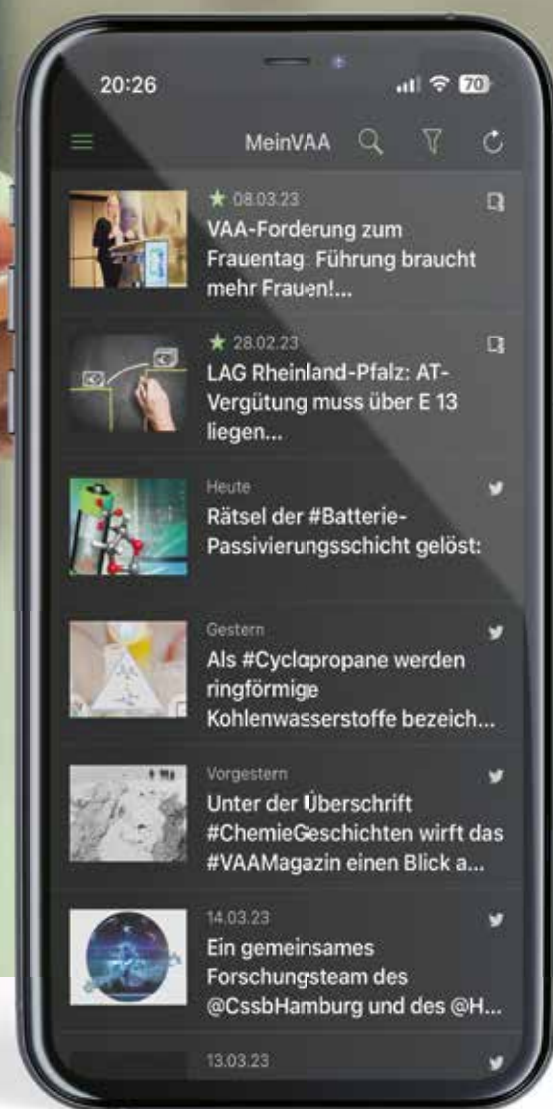 20:26
70
MeinVAA
08.03.23
VAA-Forderung zum
Frauentag Führung braucht
mehr Frauen!...
28.02.23
LAG Rheinland-Pfalz: AT-
Vergütung muss über E 13
liegen...
Heute
Rätsel der #Batterie-
Passivierungsschicht gelöst:
Gestern
Als #Cyclopropane werden
ringförmige
Kohlenwasserstoffe bezeich...
Vorgestern
Unter der Überschrift
#ChemieGeschichten wirft das
#VAAMagazin einen Blick a...
14.03.23
Ein gemeinsames
Forschungsteam des
@CssbHamburg und des @H...
13.03.23